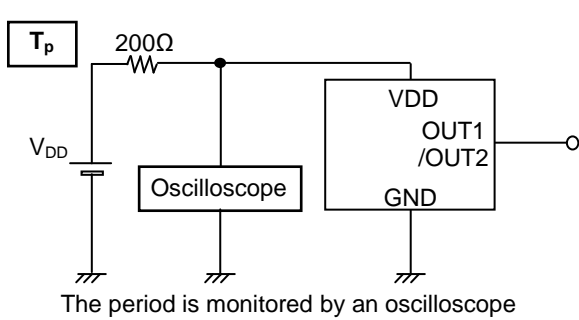 Tp
200Ω
VDD
VDD
OUT1
/OUT2
Oscilloscope
GND
The period is monitored by an oscilloscope